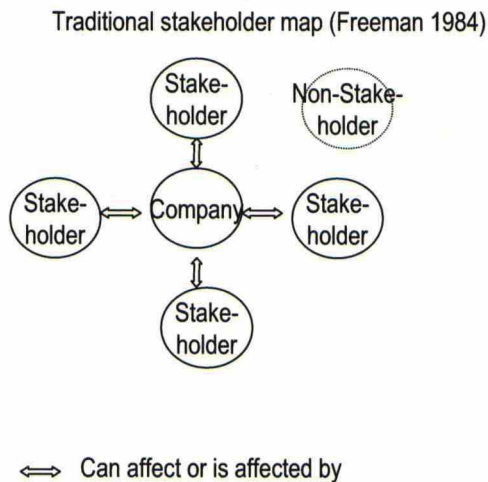 Traditional stakeholder map (Freeman 1984)
Stake-
holder
Non-Stake-
holder
Stake-
holder
Company
Stake-
holder
Stake-
holder
Can affect or is affected by